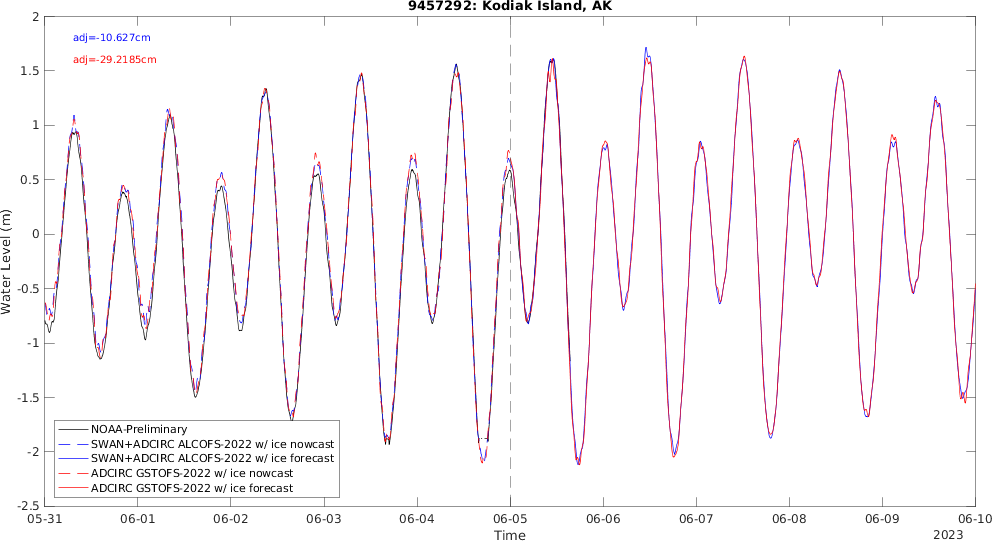 9457292: Kodiak Island, AK
adj=-10.627cm
adj=-29.2185cm
Water Level (m)
2
1.5
1
0.5
0
-0.5
-1
-1.5
-2
-2.5
NOAA-Preliminary
SWAN+ADCIRC ALCOFS-2022 w/ ice nowcast
SWAN+ADCIRC ALCOFS-2022 w/ ice forecast
ADCIRC GSTOFS-2022 w/ ice nowcast
ADCIRC GSTOFS-2022 w/ ice forecast
05-31 06-01 06-02 06-03 06-04 06-05 06-06 06-07 06-08 06-09 06-10
Time
2023